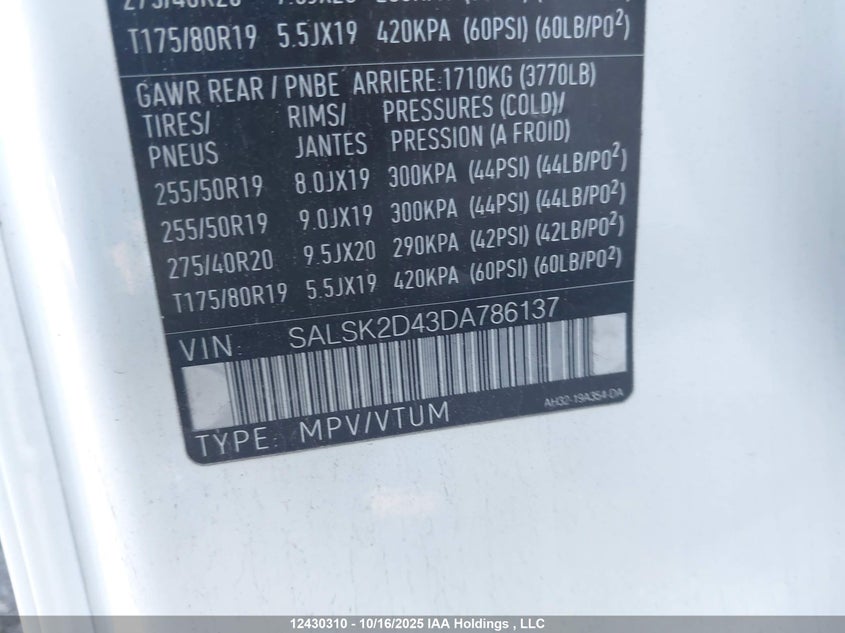 T175/80R19 5.5JX19 420KPA (60PSI) (60LB/PO²)
GAWR REAR / PNBE ARRIERE:1710KG (3770LB)
TIRES/ RIMS/ PRESSURES (COLD)/
PNEUS JANTES PRESSION (A FROID)
255/50R19 8.0JX19 300KPA (44PSI) (44LB/PO²)
255/50R19 9.0JX19 300KPA (44PSI) (44LB/PO²)
275/40R20 9.5JX20 290KPA (42PSI) (42LB/PO²)
T175/80R19 5.5JX19 420KPA (60PSI) (60LB/PO²)
VIN: SALSK2D43DA786137
AH32-19A354-DA
TYPE: MPV/VTUM
12430310 - 10/16/2025 IAA Holdings , LLC